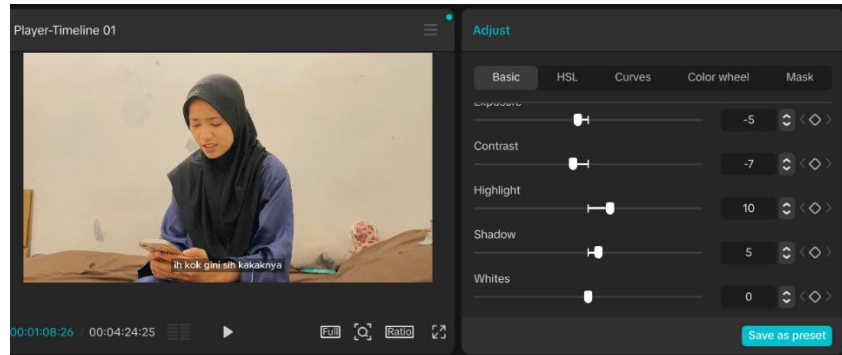 Player-Timeline 01
ih kok gini sih kakaknya
00:01:08:26 / 00:04:24:25
Full
Ratio
Adjust
Basic HSL Curves Color wheel Mask
Exposure
-5
Contrast
-7
Highlight
10
Shadow
5
Whites
0
Save as preset